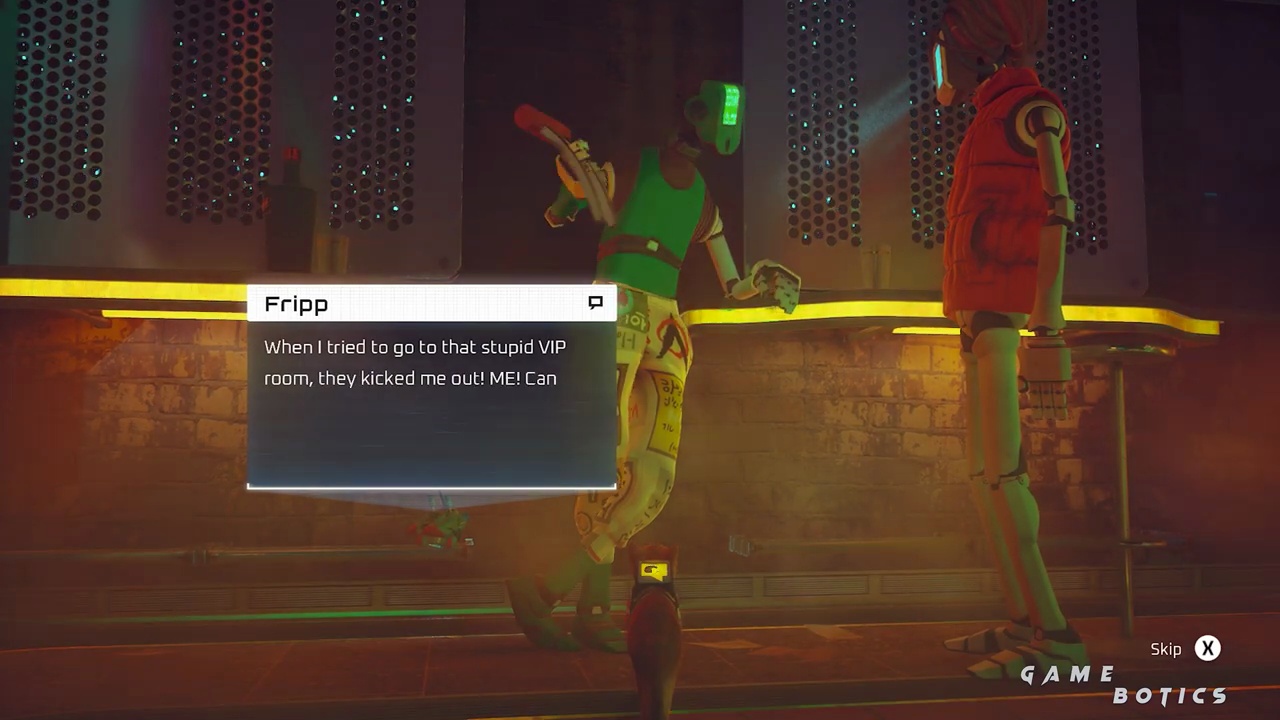 Fripp
When I tried to go to that stupid VIP
room, they kicked me out! ME! Can
Skip X
GAME
BOTICS